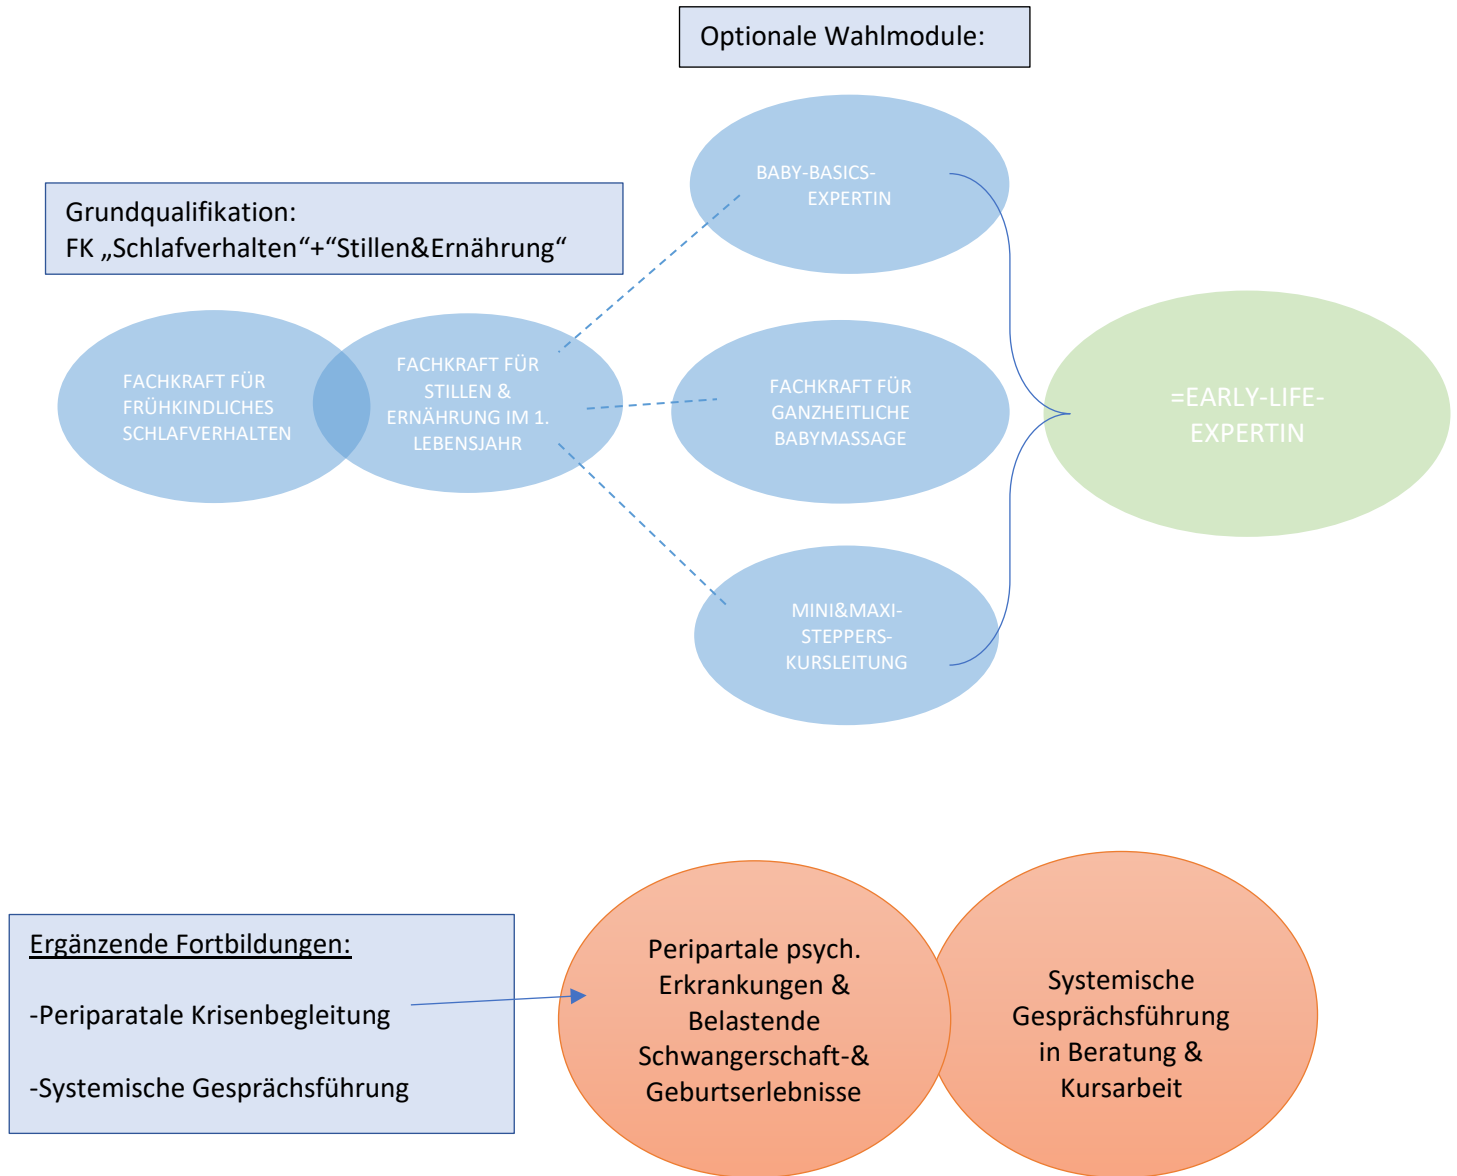 Optionale Wahlmodule:
Grundqualifikation:
FK „Schlafverhalten“+“Stillen&Ernährung“
BABY-BASICS-
EXPERTIN
FACHKRAFT FÜR
FRÜHKINDLICHES
SCHLAFVERHALTEN
FACHKRAFT FÜR
STILLEN &
ERNÄHRUNG IM 1.
LEBENSJAHR
FACHKRAFT FÜR
GANZHEITLICHE
BABYMASSAGE
=EARLY-LIFE-
EXPERTIN
MINI&MAXI-
STEPPERS-
KURSLEITUNG
Ergänzende Fortbildungen:
-Periparatale Krisenbegleitung
-Systemische Gesprächsführung
Peripartale psych.
Erkrankungen &
Belastende
Schwangerschaft-&
Geburtserlebnisse
Systemische
Gesprächsführung
in Beratung &
Kursarbeit